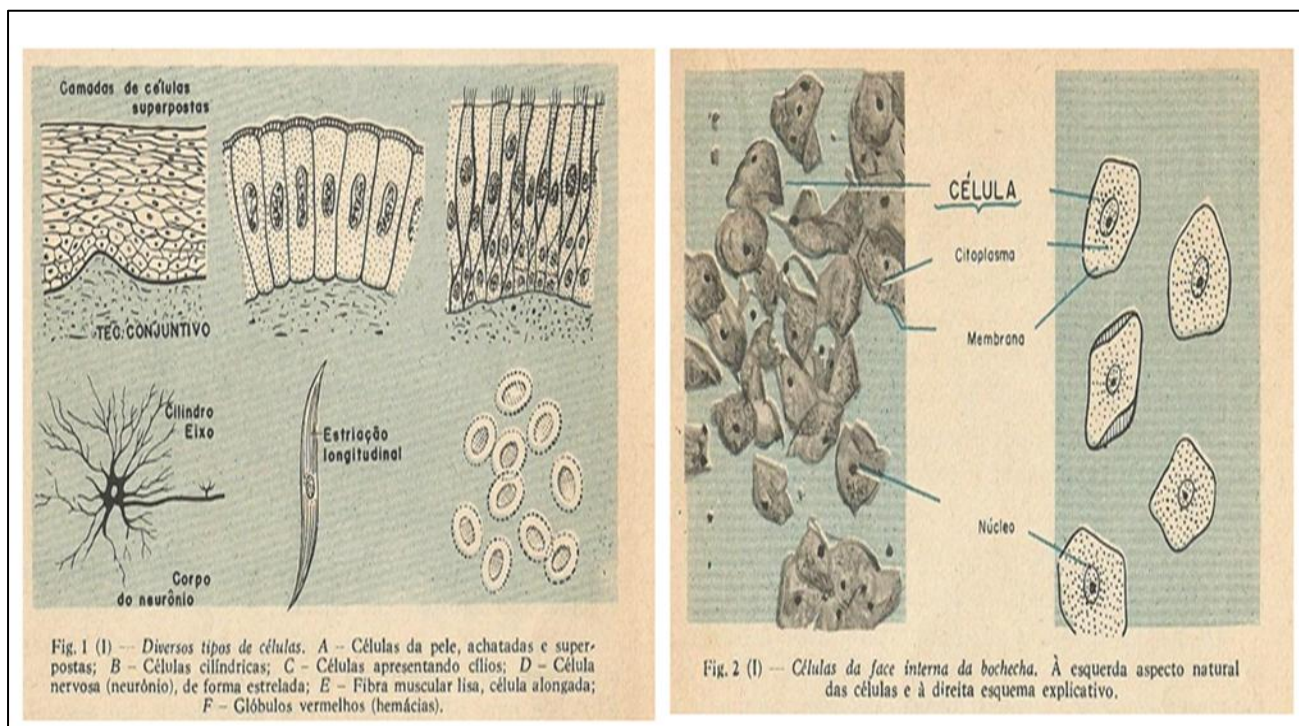 Camadas de células
superpostas
TEC. CONJUNTIVO
Cilindro
Eixo
Estriação
longitudinal
Corpo
do neurônio
Fig. 1 (I) — Diversos tipos de células. A – Células da pele, achatadas e super-
postas; B – Células cilíndricas; C – Células apresentando cílios; D – Célula
nervosa (neurônio), de forma estrelada; E – Fibra muscular lisa, célula alongada;
F – Glóbulos vermelhos (hemácias).
CÉLULA
Citoplasma
Membrana
Núcleo
Fig. 2 (I) — Células da face interna da bochecha. À esquerda aspecto natural
das células e à direita esquema explicativo.